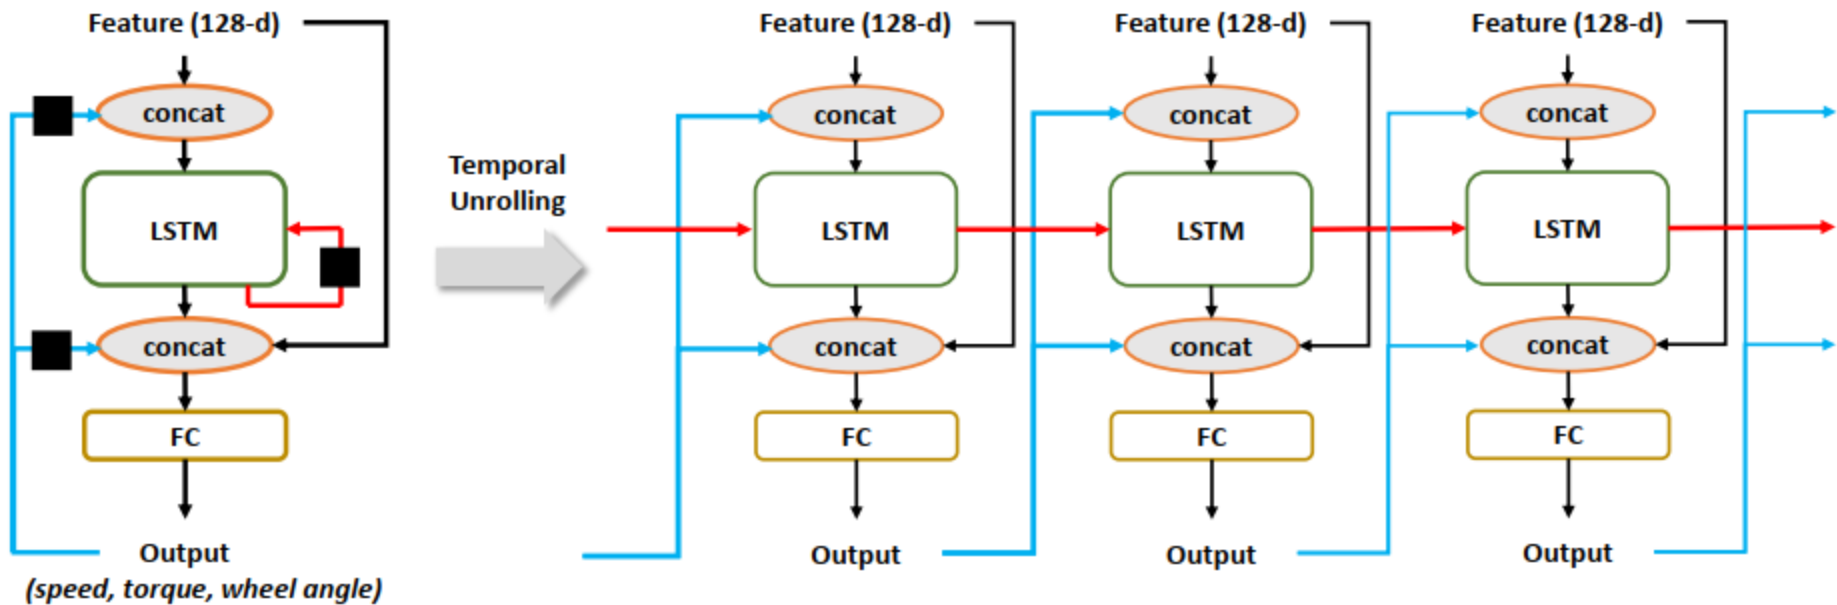 Feature (128-d)
concat
LSTM
concat
FC
Output
(speed, torque, wheel angle)
Temporal
Unrolling
Feature (128-d)
concat
LSTM
concat
FC
Output
Feature (128-d)
concat
LSTM
concat
FC
Output
Feature (128-d)
concat
LSTM
concat
FC
Output